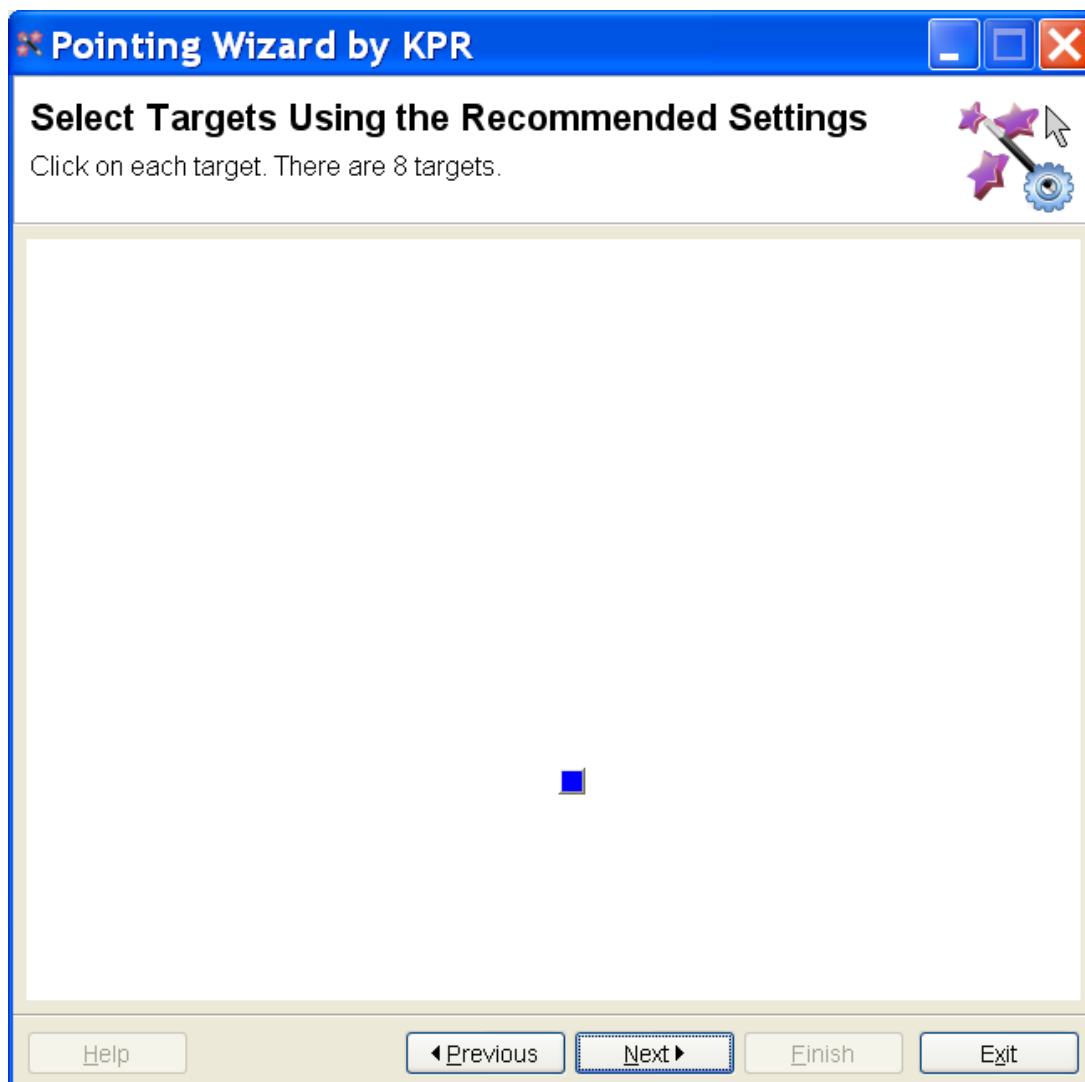 Pointing Wizard by KPR
Select Targets Using the Recommended Settings
Click on each target. There are 8 targets.
Help
Previous
Next
Finish
Exit